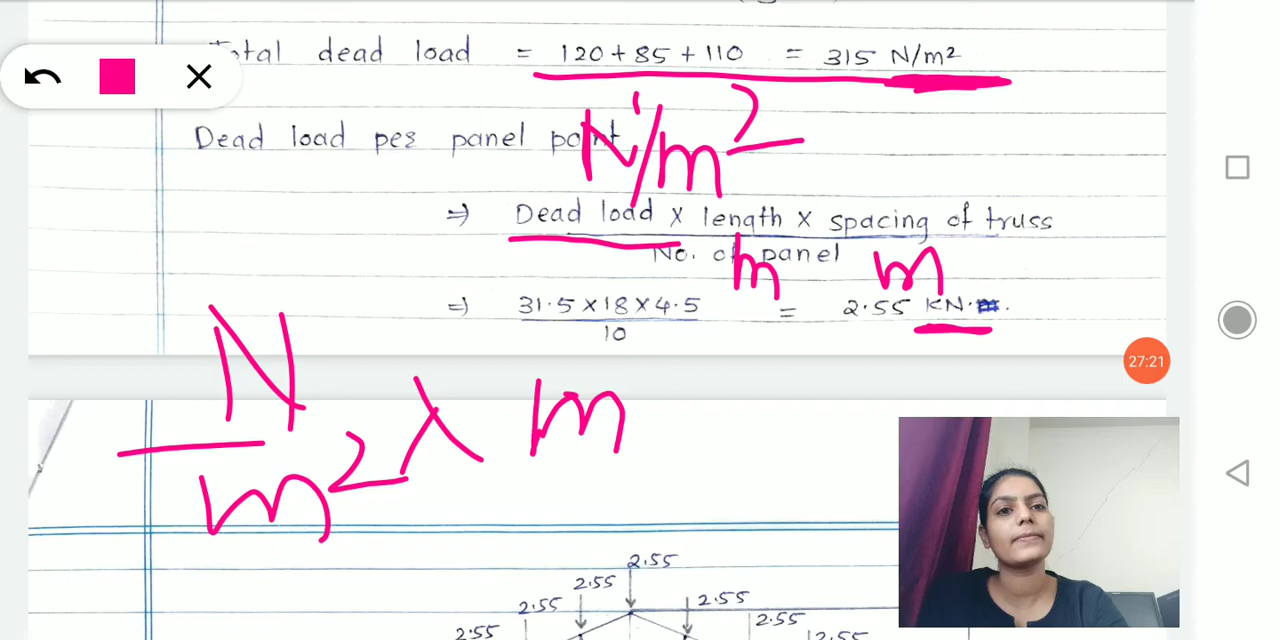 total dead load = 120 + 85 + 110 = 315 N/m²
Dead load per panel point
N/m²
⇒ Dead load x length x spacing of truss
No. of panel
m m
⇒ 31.5 x 18 x 4.5 = 2.55 KN
10
27:21
N
m² x m
2.55
2.55
2.55 2.55
2.55 2.55
2.55